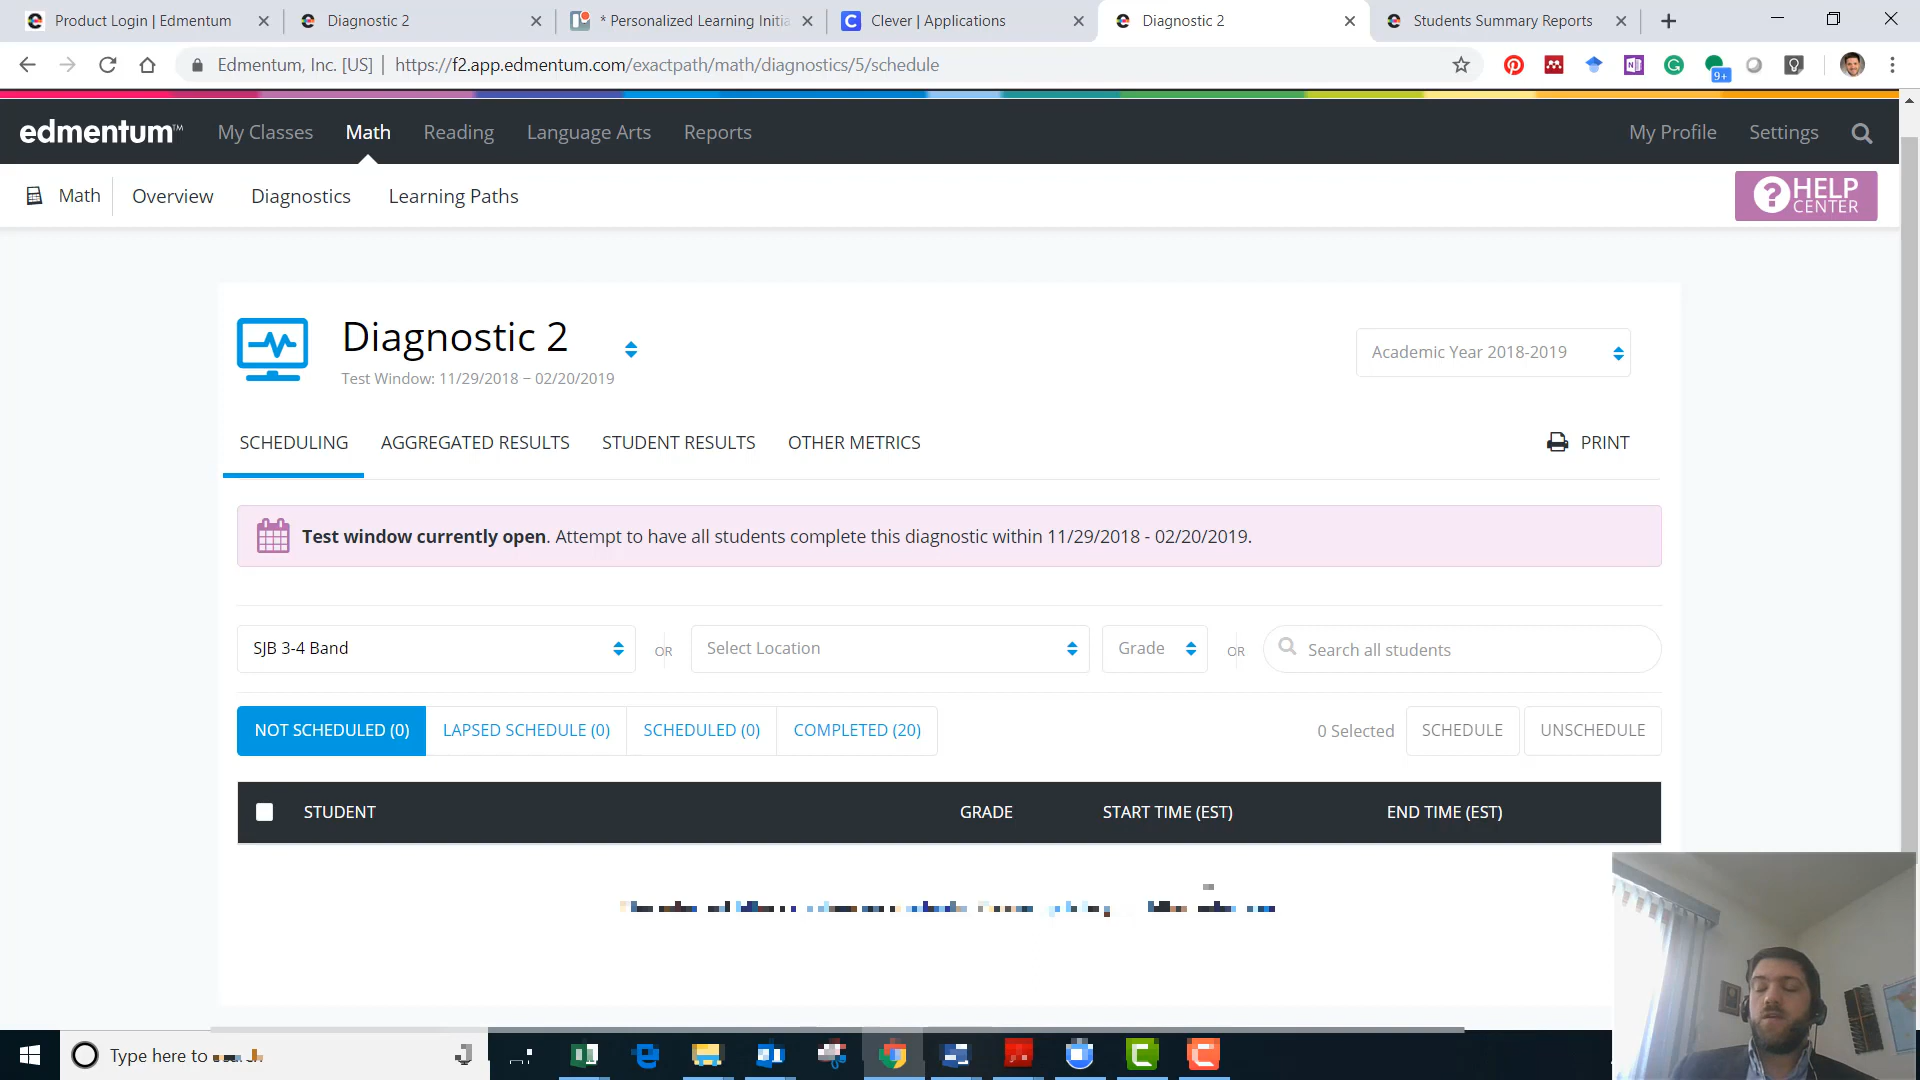 Product Login | Edmentum
Diagnostic 2
* Personalized Learning Initia
Clever | Applications
Diagnostic 2
Students Summary Reports
Edmentum, Inc. [US] | https://f2.app.edmentum.com/exactpath/math/diagnostics/5/schedule
9+
edmentum™ My Classes Math Reading Language Arts Reports My Profile Settings
Math Overview Diagnostics Learning Paths
HELP
CENTER
Diagnostic 2
Test Window: 11/29/2018 – 02/20/2019
Academic Year 2018-2019
SCHEDULING AGGREGATED RESULTS STUDENT RESULTS OTHER METRICS PRINT
Test window currently open. Attempt to have all students complete this diagnostic within 11/29/2018 - 02/20/2019.
SJB 3-4 Band OR Select Location Grade OR Search all students
NOT SCHEDULED (0) LAPSED SCHEDULE (0) SCHEDULED (0) COMPLETED (20) 0 Selected SCHEDULE UNSCHEDULE
STUDENT GRADE START TIME (EST) END TIME (EST)
Type here to